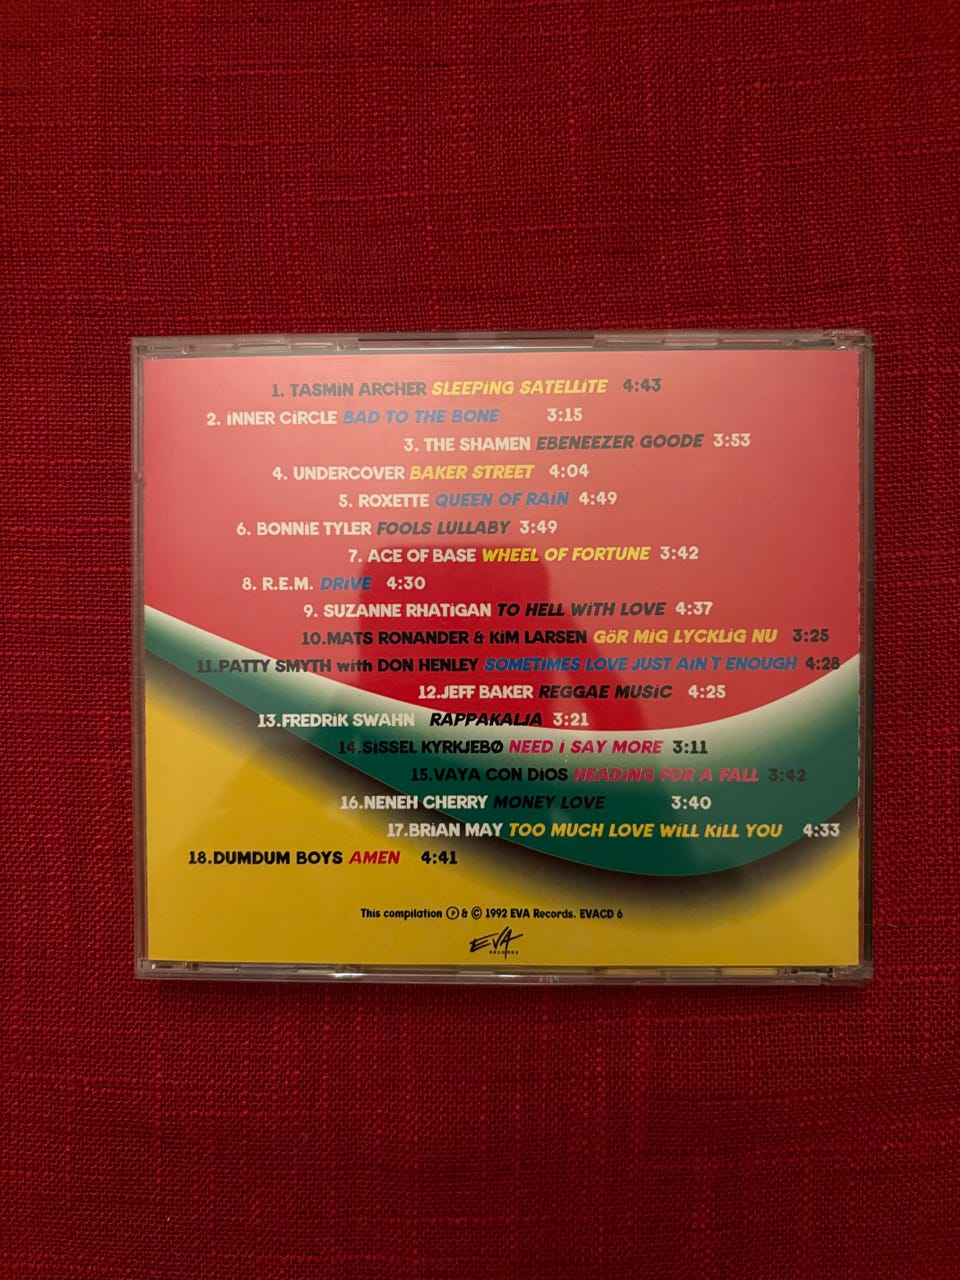 1. TASMIN ARCHER SLEEPING SATELLITE 4:43
2. INNER CIRCLE BAD TO THE BONE 3:15
3. THE SHAMEN EBENEEZER GOODE 3:53
4. UNDERCOVER BAKER STREET 4:04
5. ROXETTE QUEEN OF RAIN 4:49
6. BONNIE TYLER FOOLS LULLABY 3:49
7. ACE OF BASE WHEEL OF FORTUNE 3:42
8. R.E.M. DRIVE 4:30
9. SUZANNE RHATIGAN TO HELL WITH LOVE 4:37
10.MATS RONANDER & KIM LARSEN GÖR MIG LYCKLIG NU 3:25
11.PATTY SMYTH with DON HENLEY SOMETIMES LOVE JUST AIN'T ENOUGH 4:28
12.JEFF BAKER REGGAE MUSIC 4:25
13.FREDRIK SWAHN RAPPAKALJA 3:21
14.SISSEL KYRKJEBØ NEED I SAY MORE 3:11
15.VAYA CON DIOS HEADING FOR A FALL 3:42
16.NENEH CHERRY MONEY LOVE 3:40
17.BRIAN MAY TOO MUCH LOVE WILL KILL YOU 4:33
18.DUMDUM BOYS AMEN 4:41
This compilation ℗ & © 1992 EVA Records. EVACD 6
EVA
RECORDS